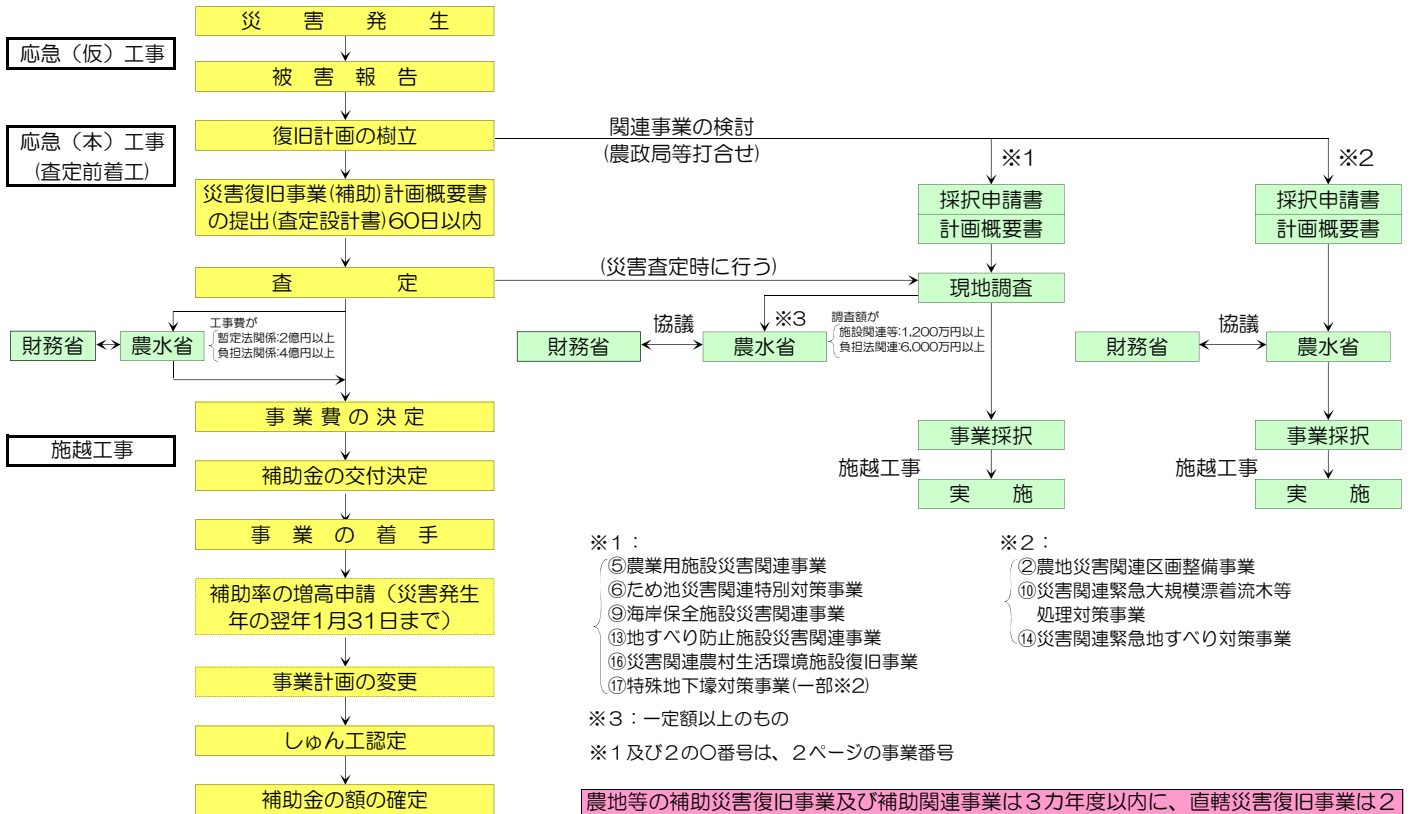 災　害　発　生
応急（仮）工事
被　害　報　告
応急（本）工事
(査定前着工)
復旧計画の樹立
関連事業の検討
(農政局等打合せ)
※1
※2
災害復旧事業(補助)計画概要書
の提出(査定設計書)60日以内
採択申請書
計画概要書
採択申請書
計画概要書
査　　　　定
(災害査定時に行う)
現地調査
財務省
農水省
工事費が
暫定法関係:2億円以上
負担法関係:4億円以上
財務省
協議
農水省
※3
調査額が
施設関連等:1,200万円以上
負担法関連:6,000万円以上
財務省
協議
農水省
事 業 費 の 決 定
施越工事
補助金の交付決定
事業採択
施越工事
実　　施
事業採択
施越工事
実　　施
事　業　の　着　手
補助率の増高申請（災害発生
年の翌年1月31日まで）
事業計画の変更
しゅん工認定
補助金の額の確定
※１：
⑤農業用施設災害関連事業
⑥ため池災害関連特別対策事業
⑨海岸保全施設災害関連事業
⑬地すべり防止施設災害関連事業
⑯災害関連農村生活環境施設復旧事業
⑰特殊地下壕対策事業(一部※2)
※２：
②農地災害関連区画整備事業
⑩災害関連緊急大規模漂着流木等
処理対策事業
⑭災害関連緊急地すべり対策事業
※３：一定額以上のもの
※１及び２の〇番号は、２ページの事業番号
農地等の補助災害復旧事業及び補助関連事業は３カ年度以内に、直轄災害復旧事業は２